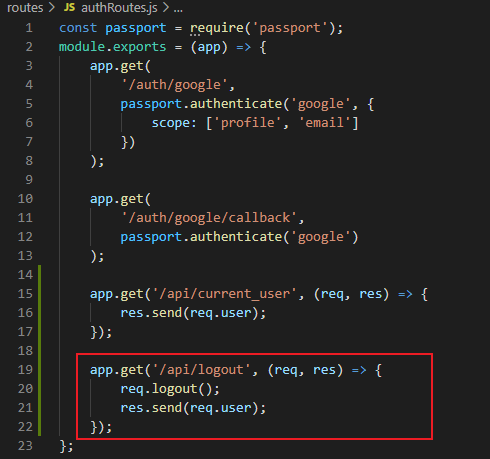 routes > JS authRoutes.js > ...
1 const passport = require('passport');
2 module.exports = (app) => {
3     app.get(
4         '/auth/google',
5         passport.authenticate('google', {
6             scope: ['profile', 'email']
7         })
8     );
9
10     app.get(
11         '/auth/google/callback',
12         passport.authenticate('google')
13     );
14
15     app.get('/api/current_user', (req, res) => {
16         res.send(req.user);
17     });
18
19     app.get('/api/logout', (req, res) => {
20         req.logout();
21         res.send(req.user);
22     });
23 };